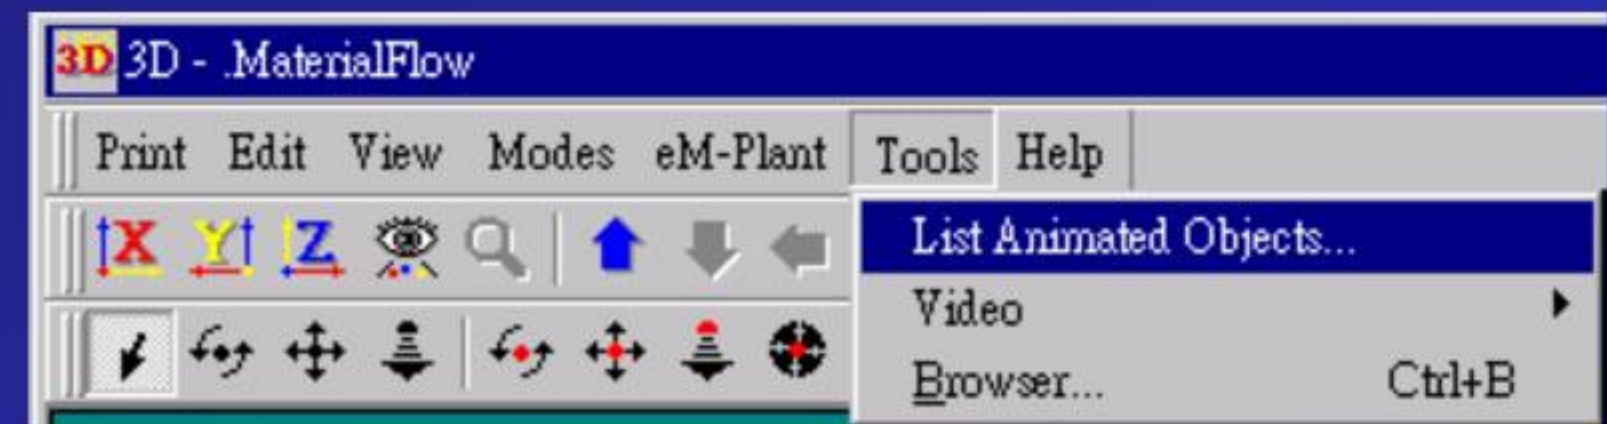 3D 3D - .MaterialFlow
Print Edit View Modes eM-Plant Tools Help
X Y Z
List Animated Objects...
Video
Browser... Ctrl+B